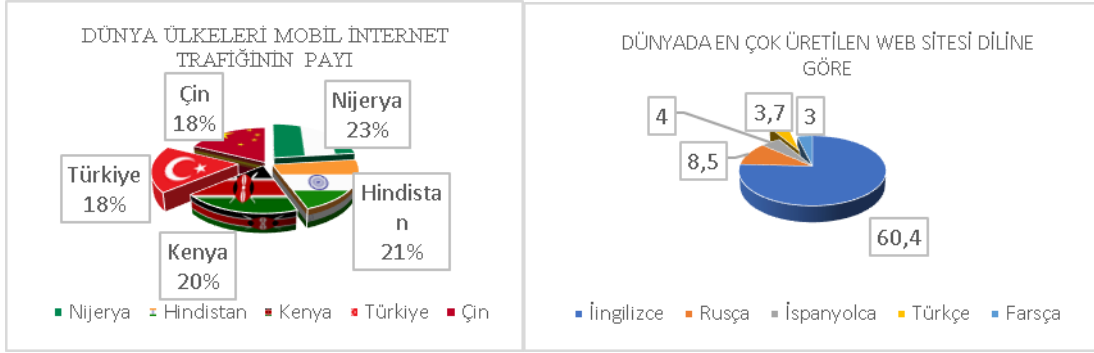 DÜNYA ÜLKELERİ MOBİL İNTERNET
TRAFİĞİNİN PAYI
Çin
18%
Nijerya
23%
Türkiye
18%
Hindista
n
21%
Kenya
20%
Nijerya Hindistan Kenya Türkiye Çin
DÜNYADA EN ÇOK ÜRETİLEN WEB SİTESİ DİLİNE
GÖRE
4
3,7
3
8,5
60,4
İingilizce Rusça İspanyolca Türkçe Farsça